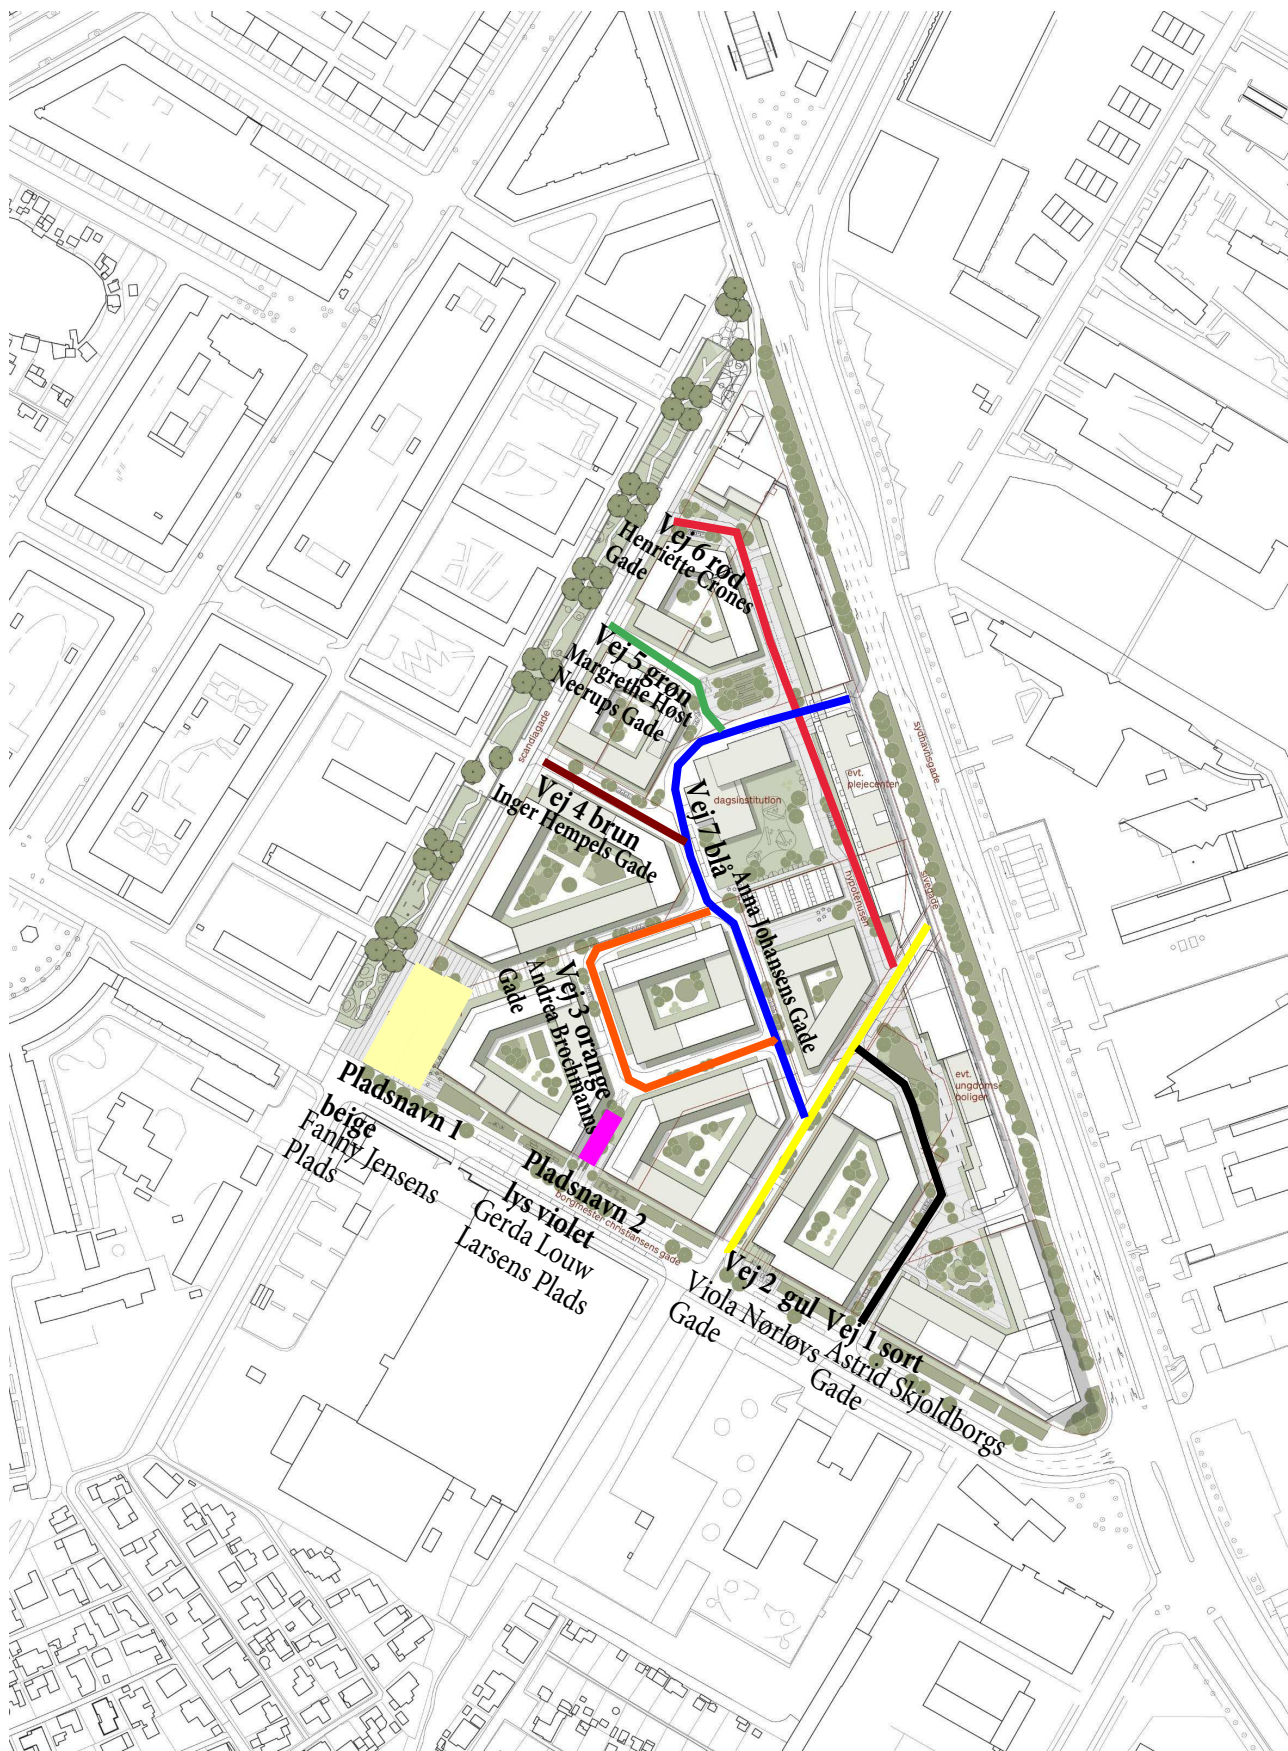 Vej 6 rød
Henriette Crones
Gade
Vej 5 grøn
Margrethe Høst
Neerups Gade
scandiagade
sydhavnsgade
evt.
plejecenter
dagsinstitution
Vej 4 brun
Inger Hempels Gade
Vej 7 blå
Anna Johansens Gade
hypotenusen
sivegade
Vej 3 orange
Andrea Brochmanns
Gade
evt.
ungdoms-
boliger
Pladsnavn 1
beige
Fanny Jensens
Plads
Pladsnavn 2
lys violet
Gerda Louw
Larsens Plads
borgmester christiansens gade
Vej 2 gul
Viola Nørløvs
Gade
Vej 1 sort
Astrid Skjoldborgs
Gade